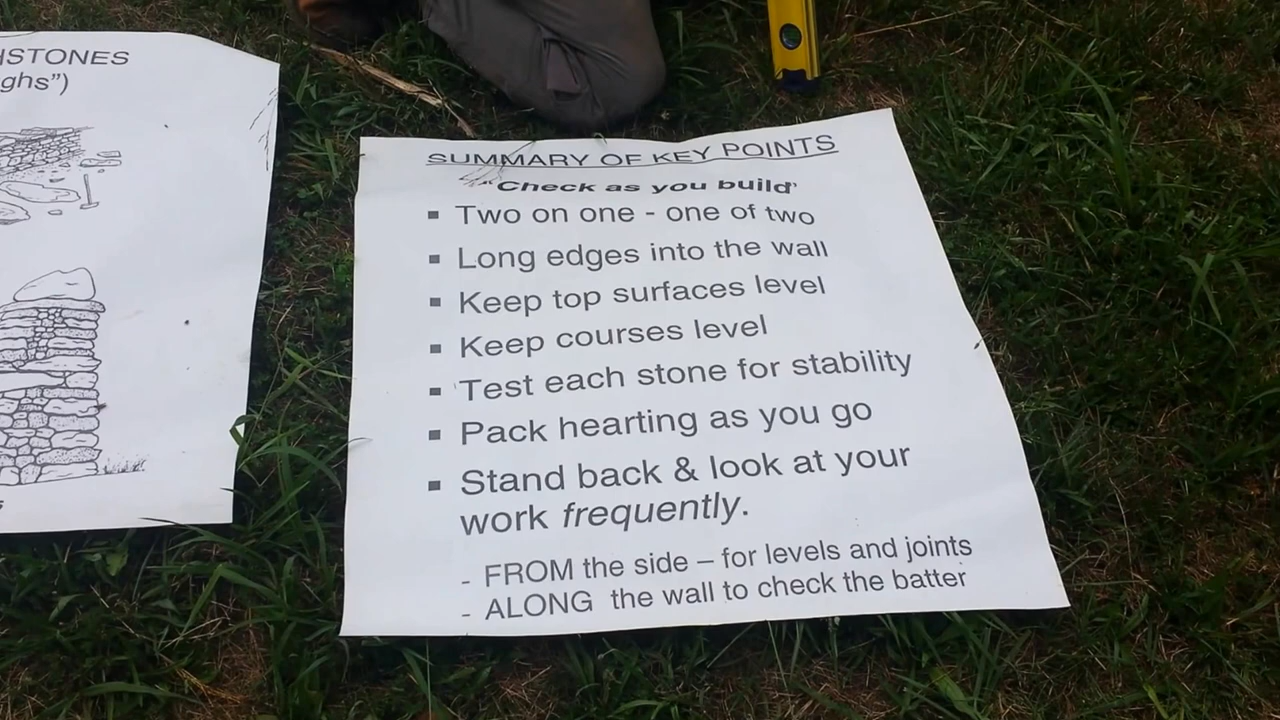 HSTONES
ghs")
SUMMARY OF KEY POINTS
"Check as you build"
▪ Two on one - one of two
▪ Long edges into the wall
▪ Keep top surfaces level
▪ Keep courses level
▪ Test each stone for stability
▪ Pack hearting as you go
▪ Stand back & look at your
work frequently.
- FROM the side – for levels and joints
- ALONG the wall to check the batter